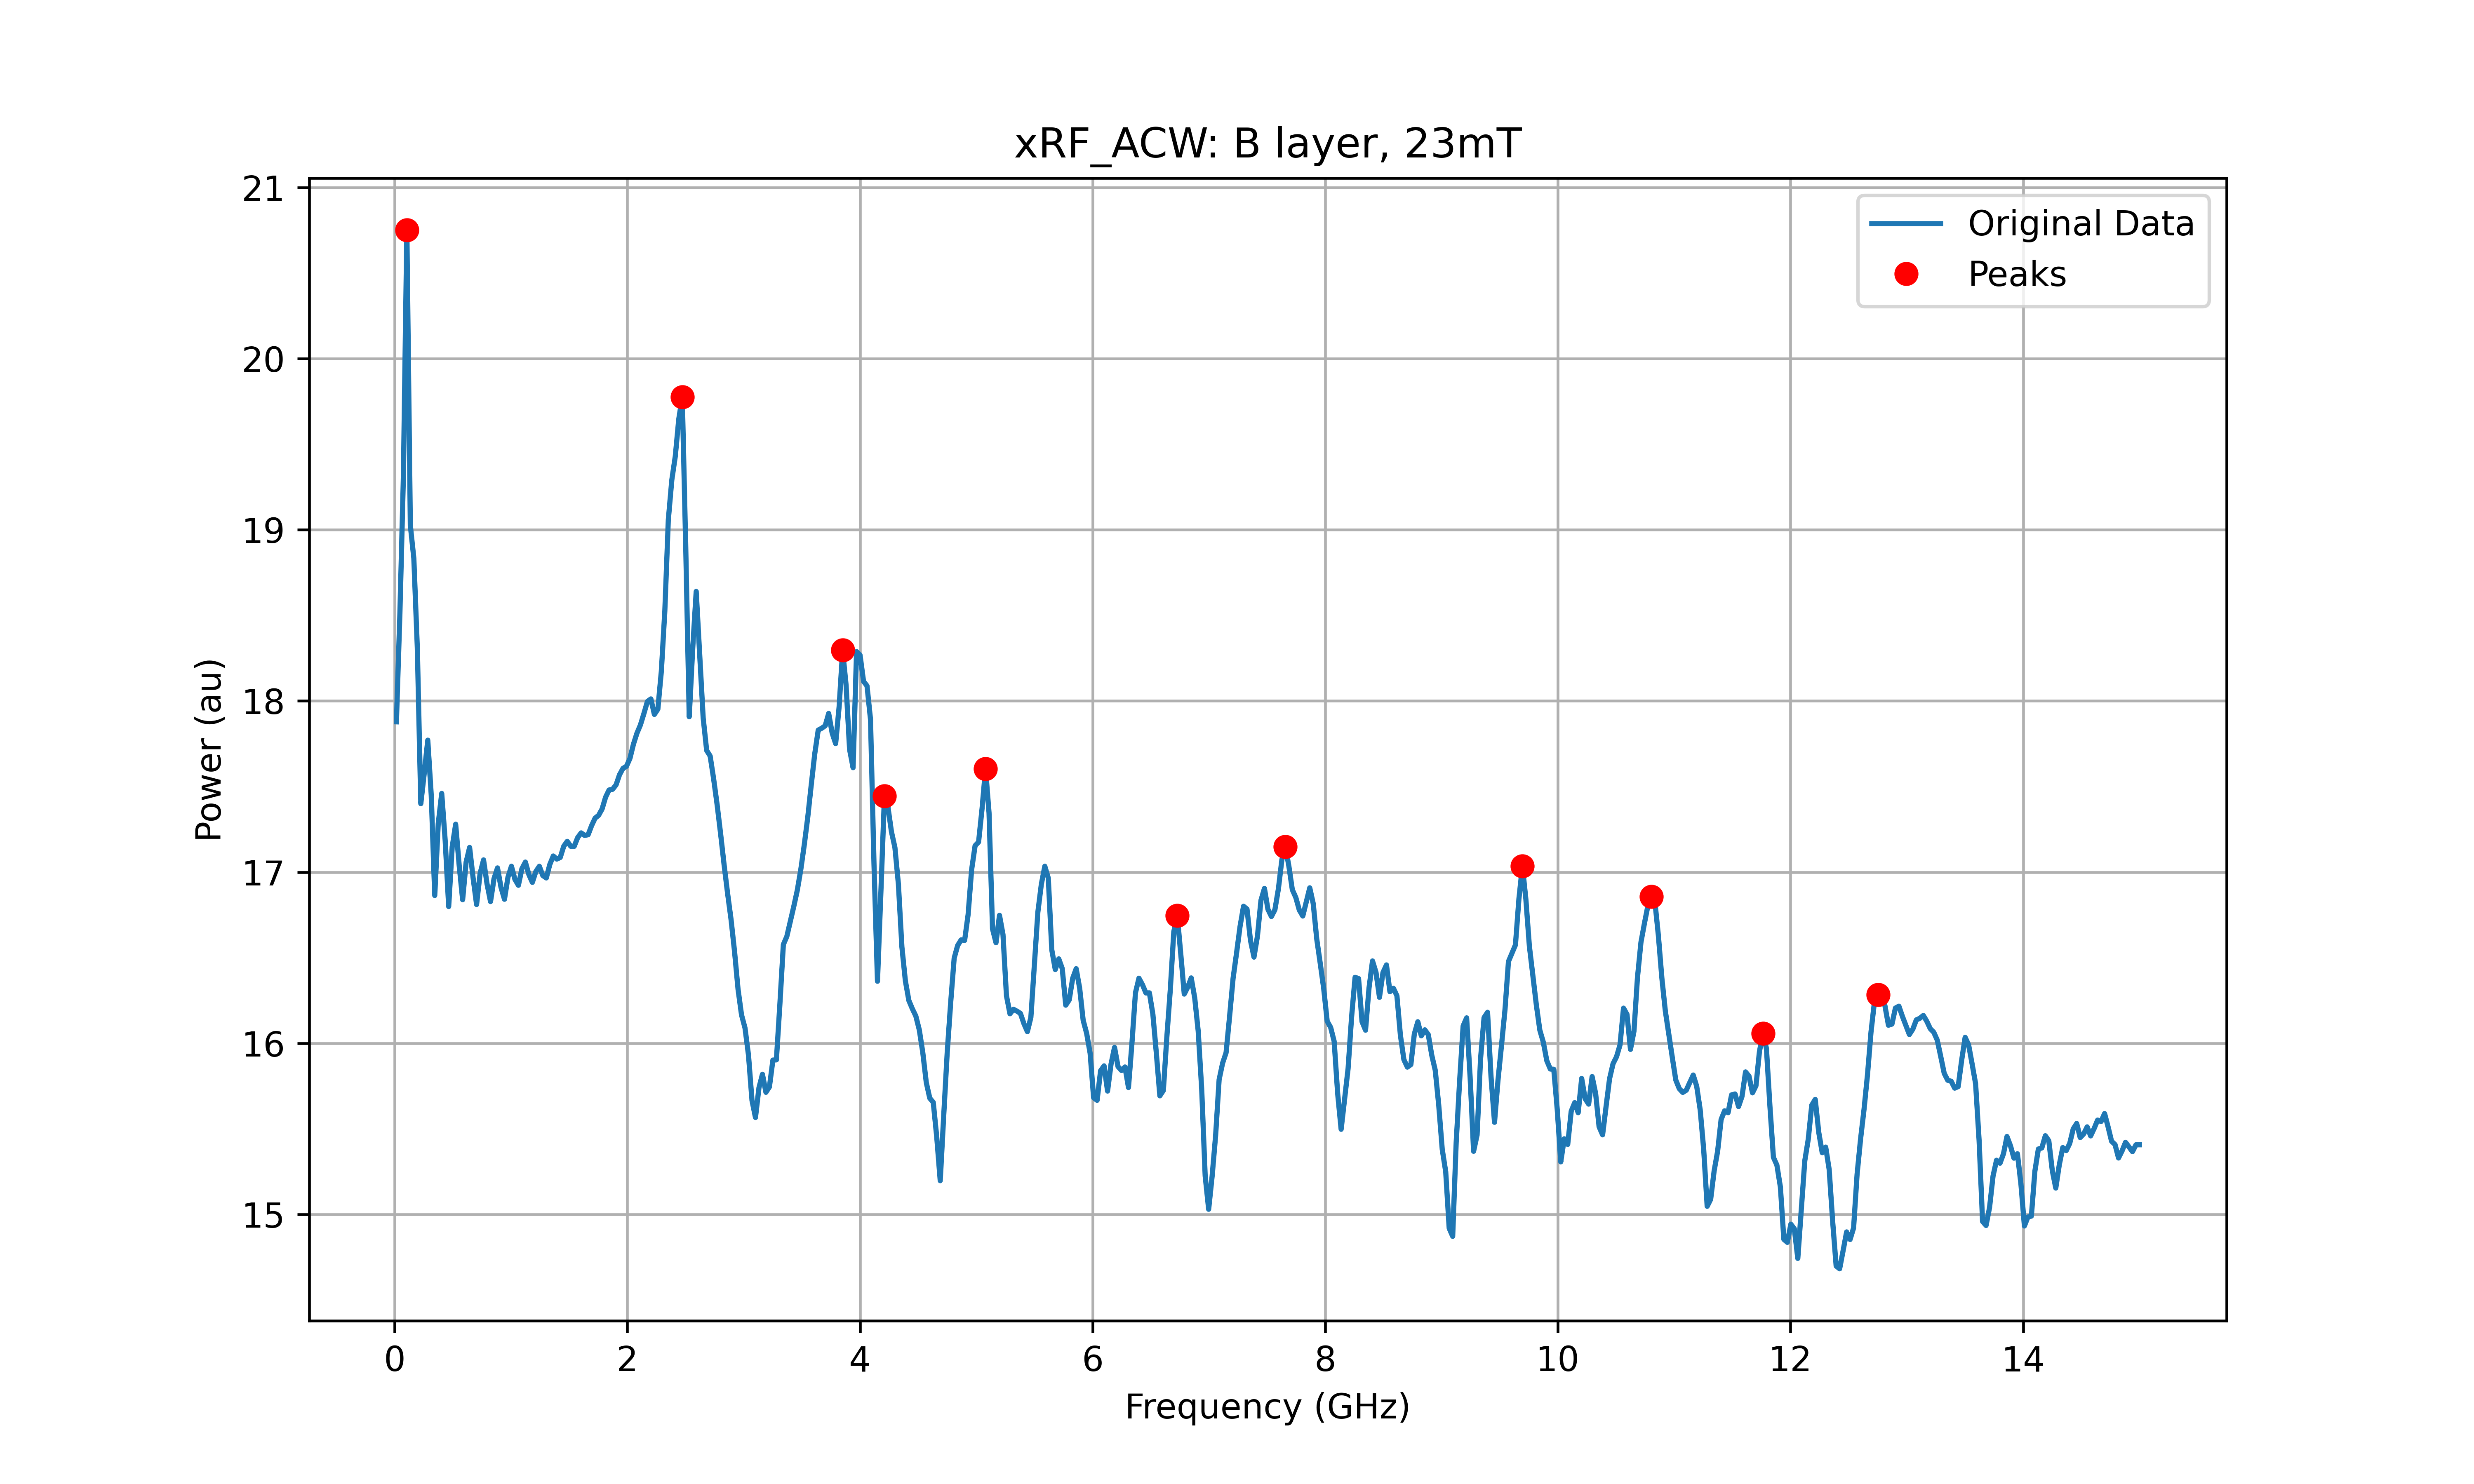 xRF_ACW: B layer, 23mT
Original Data
Peaks
Power (au)
21
20
19
18
17
16
15
0 2 4 6 8 10 12 14
Frequency (GHz)